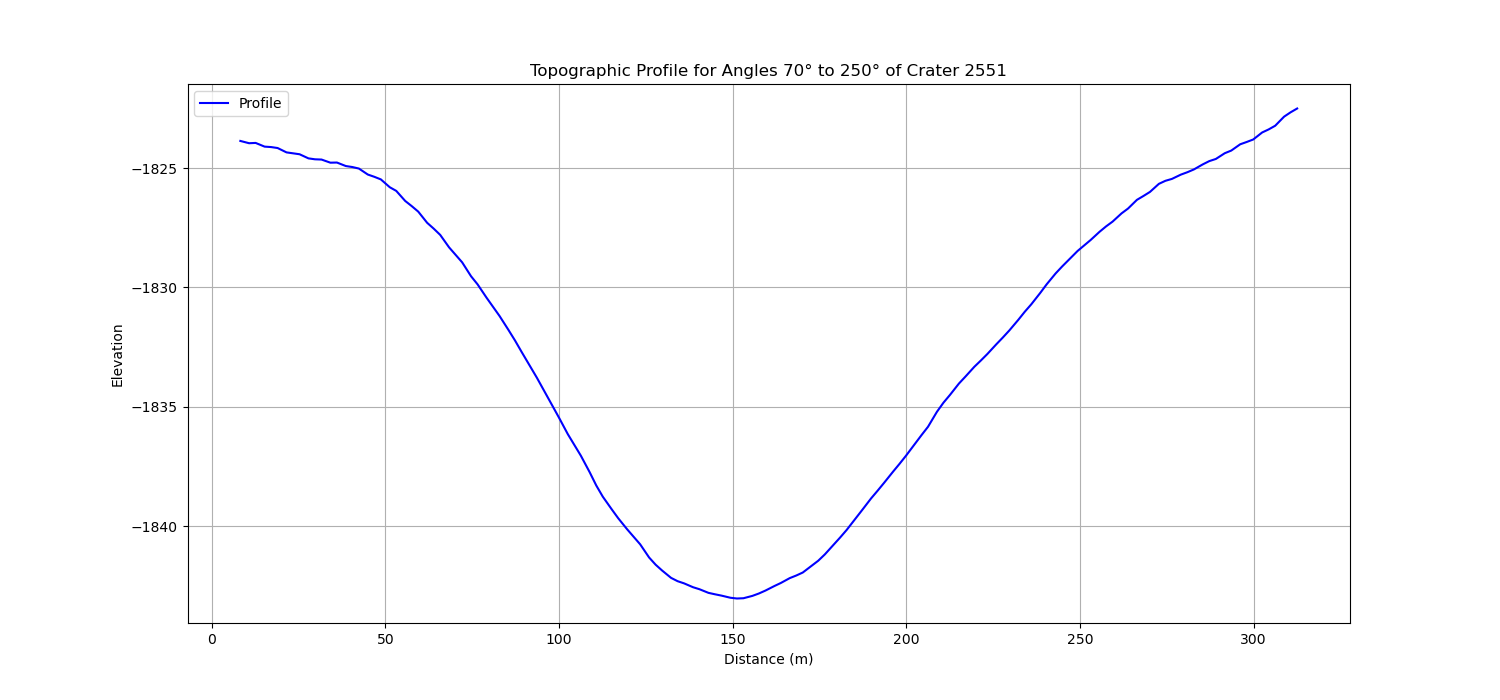 Topographic Profile for Angles 70° to 250° of Crater 2551
Profile
Elevation
−1825
−1830
−1835
−1840
0 50 100 150 200 250 300
Distance (m)